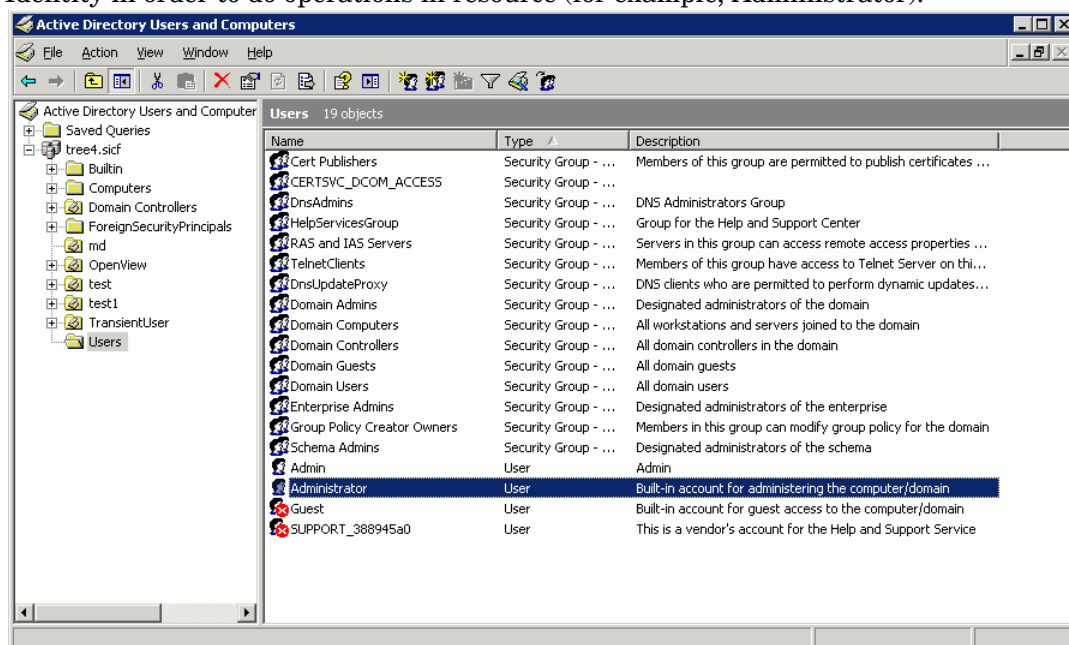 Identity in order to do operations in resource (for example, Administrator).
Active Directory Users and Computers
File Action View Window Help
Active Directory Users and Computer
Saved Queries
tree4.sicf
Builtin
Computers
Domain Controllers
ForeignSecurityPrincipals
md
OpenView
test
test1
TransientUser
Users
Users 19 objects
Name Type Description
Cert Publishers Security Group - ... Members of this group are permitted to publish certificates ...
CERTSVC_DCOM_ACCESS Security Group - ...
DnsAdmins Security Group - ... DNS Administrators Group
HelpServicesGroup Security Group - ... Group for the Help and Support Center
RAS and IAS Servers Security Group - ... Servers in this group can access remote access properties ...
TelnetClients Security Group - ... Members of this group have access to Telnet Server on thi...
DnsUpdateProxy Security Group - ... DNS clients who are permitted to perform dynamic updates...
Domain Admins Security Group - ... Designated administrators of the domain
Domain Computers Security Group - ... All workstations and servers joined to the domain
Domain Controllers Security Group - ... All domain controllers in the domain
Domain Guests Security Group - ... All domain guests
Domain Users Security Group - ... All domain users
Enterprise Admins Security Group - ... Designated administrators of the enterprise
Group Policy Creator Owners Security Group - ... Members in this group can modify group policy for the domain
Schema Admins Security Group - ... Designated administrators of the schema
Admin User Admin
Administrator User Built-in account for administering the computer/domain
Guest User Built-in account for guest access to the computer/domain
SUPPORT_388945a0 User This is a vendor's account for the Help and Support Service